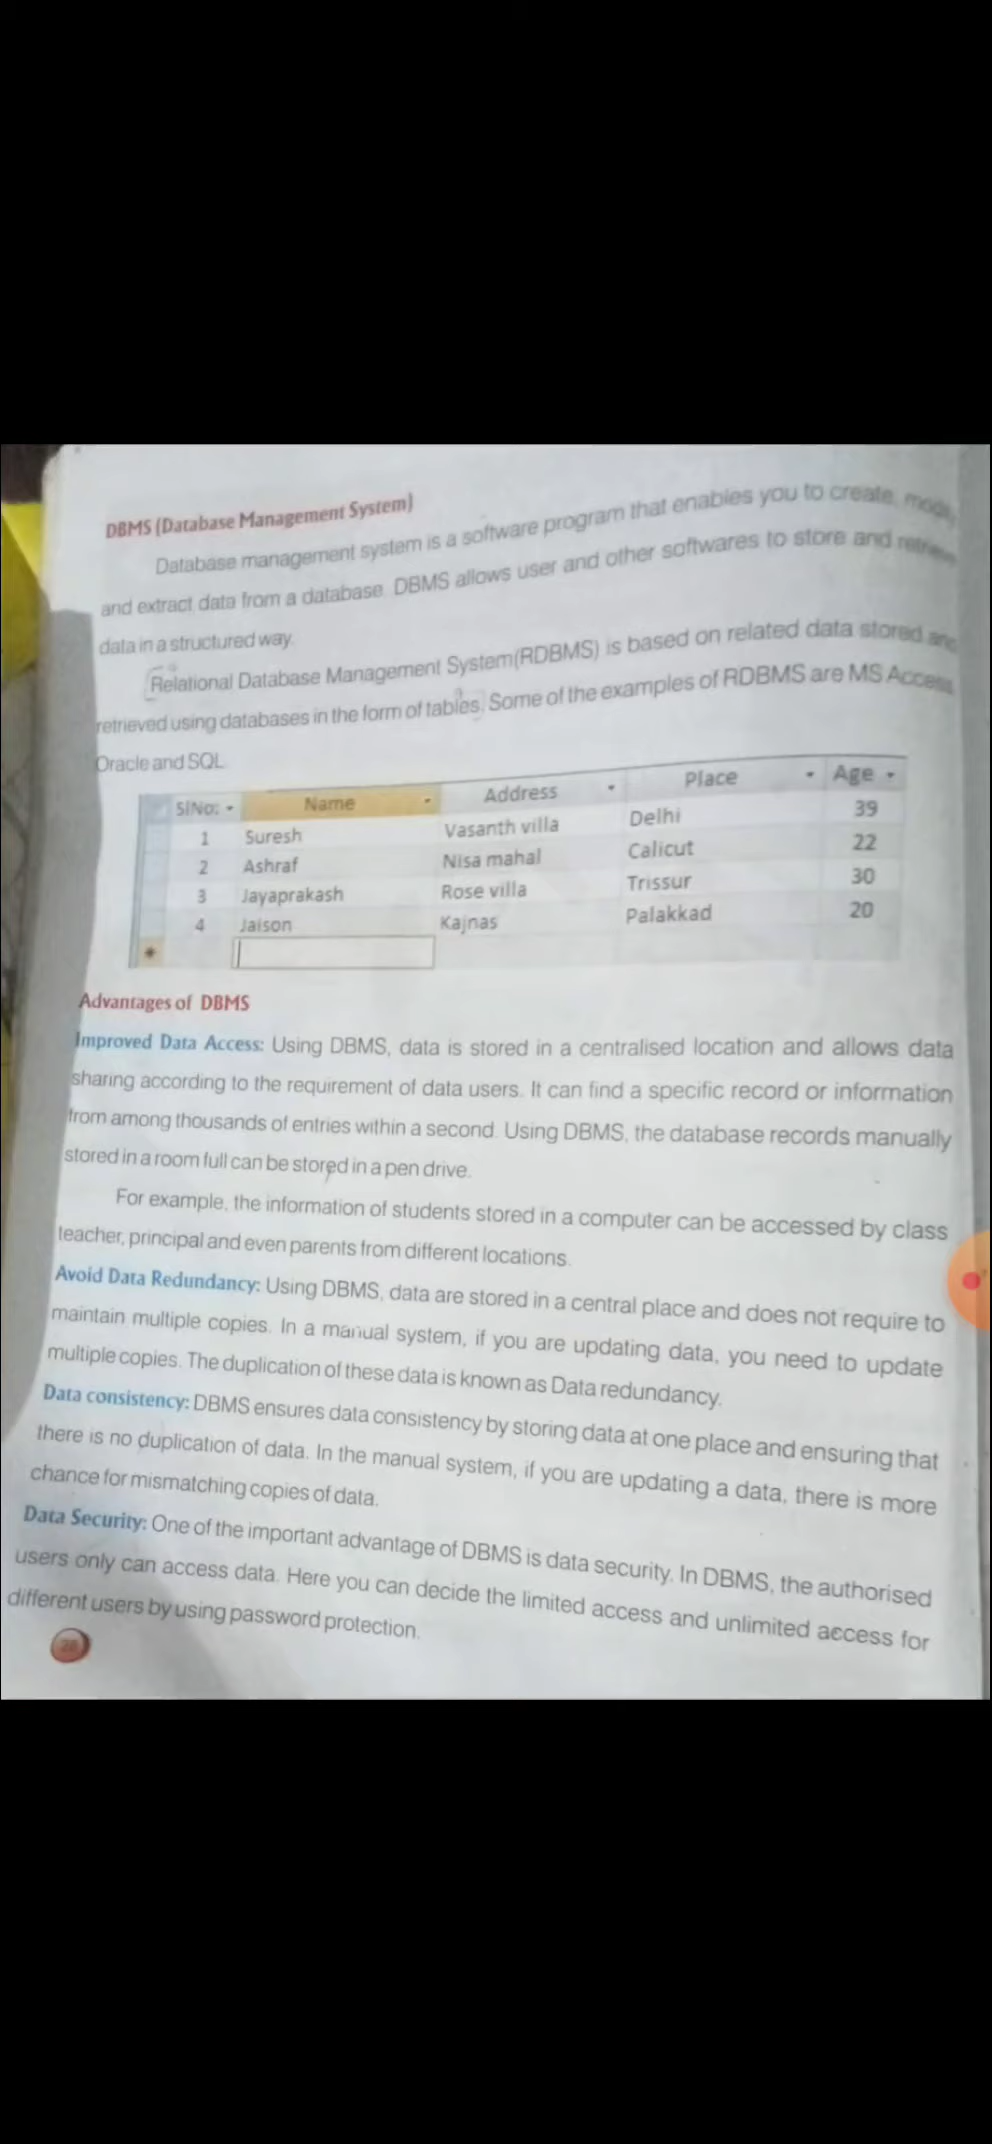 DBMS (Database Management System)
Database management system is a software program that enables you to create, modify
and extract data from a database. DBMS allows user and other softwares to store and retrieve
data in a structured way.
Relational Database Management System(RDBMS) is based on related data stored and
retrieved using databases in the form of tables. Some of the examples of RDBMS are MS Access,
Oracle and SQL.
SlNo: Name Address Place Age
1 Suresh Vasanth villa Delhi 39
2 Ashraf Nisa mahal Calicut 22
3 Jayaprakash Rose villa Trissur 30
4 Jaison Kajnas Palakkad 20
Advantages of DBMS
Improved Data Access: Using DBMS, data is stored in a centralised location and allows data
sharing according to the requirement of data users. It can find a specific record or information
from among thousands of entries within a second. Using DBMS, the database records manually
stored in a room full can be stored in a pen drive.
For example, the information of students stored in a computer can be accessed by class
teacher, principal and even parents from different locations.
Avoid Data Redundancy: Using DBMS, data are stored in a central place and does not require to
maintain multiple copies. In a manual system, if you are updating data, you need to update
multiple copies. The duplication of these data is known as Data redundancy.
Data consistency: DBMS ensures data consistency by storing data at one place and ensuring that
there is no duplication of data. In the manual system, if you are updating a data, there is more
chance for mismatching copies of data.
Data Security: One of the important advantage of DBMS is data security. In DBMS, the authorised
users only can access data. Here you can decide the limited access and unlimited access for
different users by using password protection.